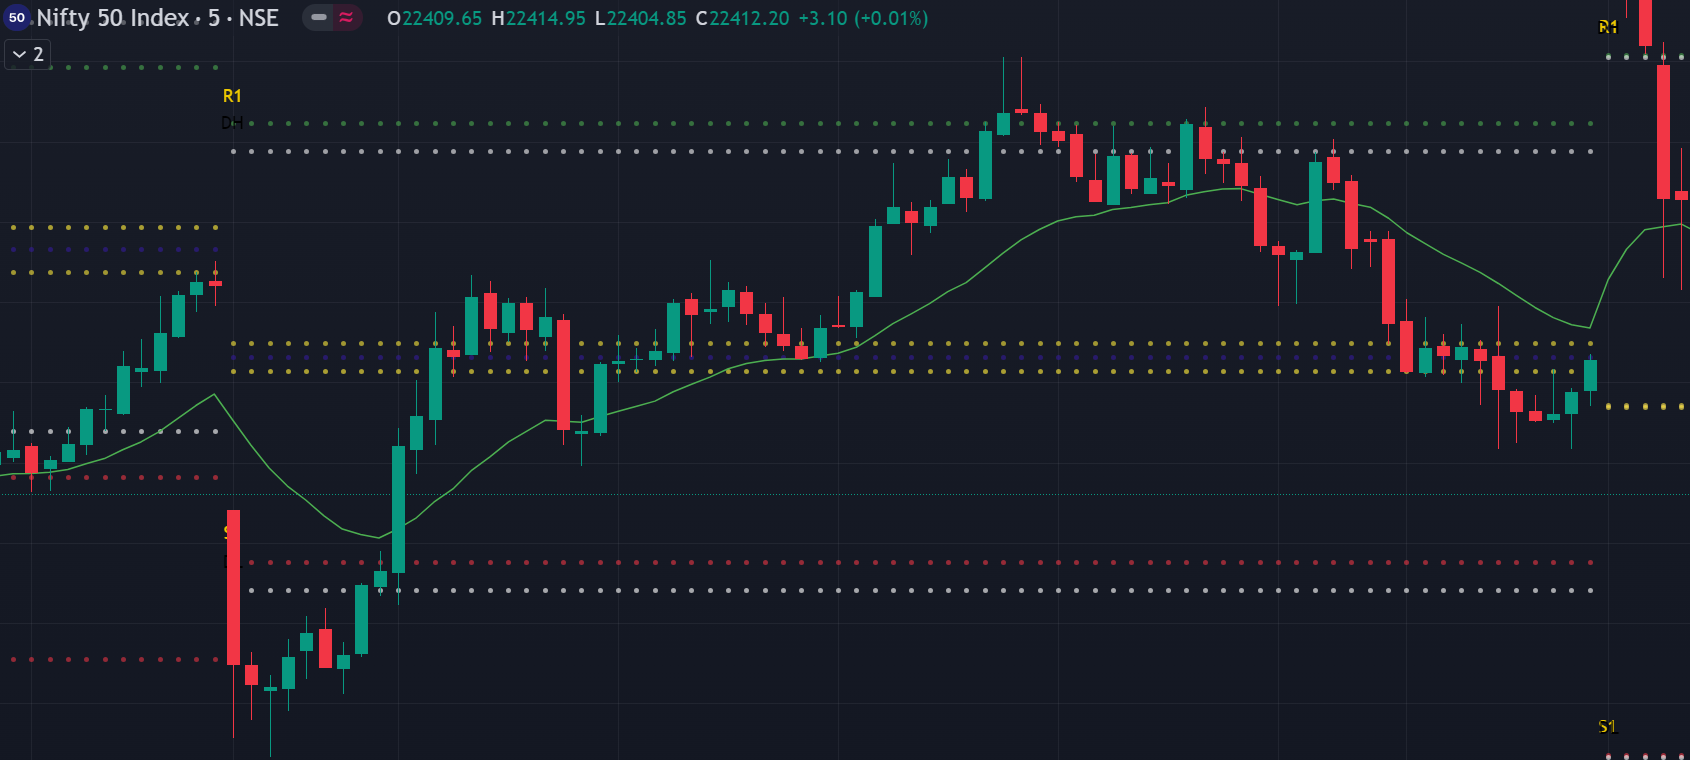 50 Nifty 50 Index · 5 · NSE O22409.65 H22414.95 L22404.85 C22412.20 +3.10 (+0.01%)
2
R1
R1
DH
S1